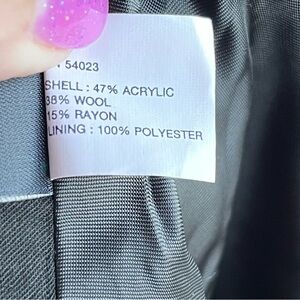 54023
SHELL : 47% ACRYLIC
38% WOOL
15% RAYON
LINING : 100% POLYESTER